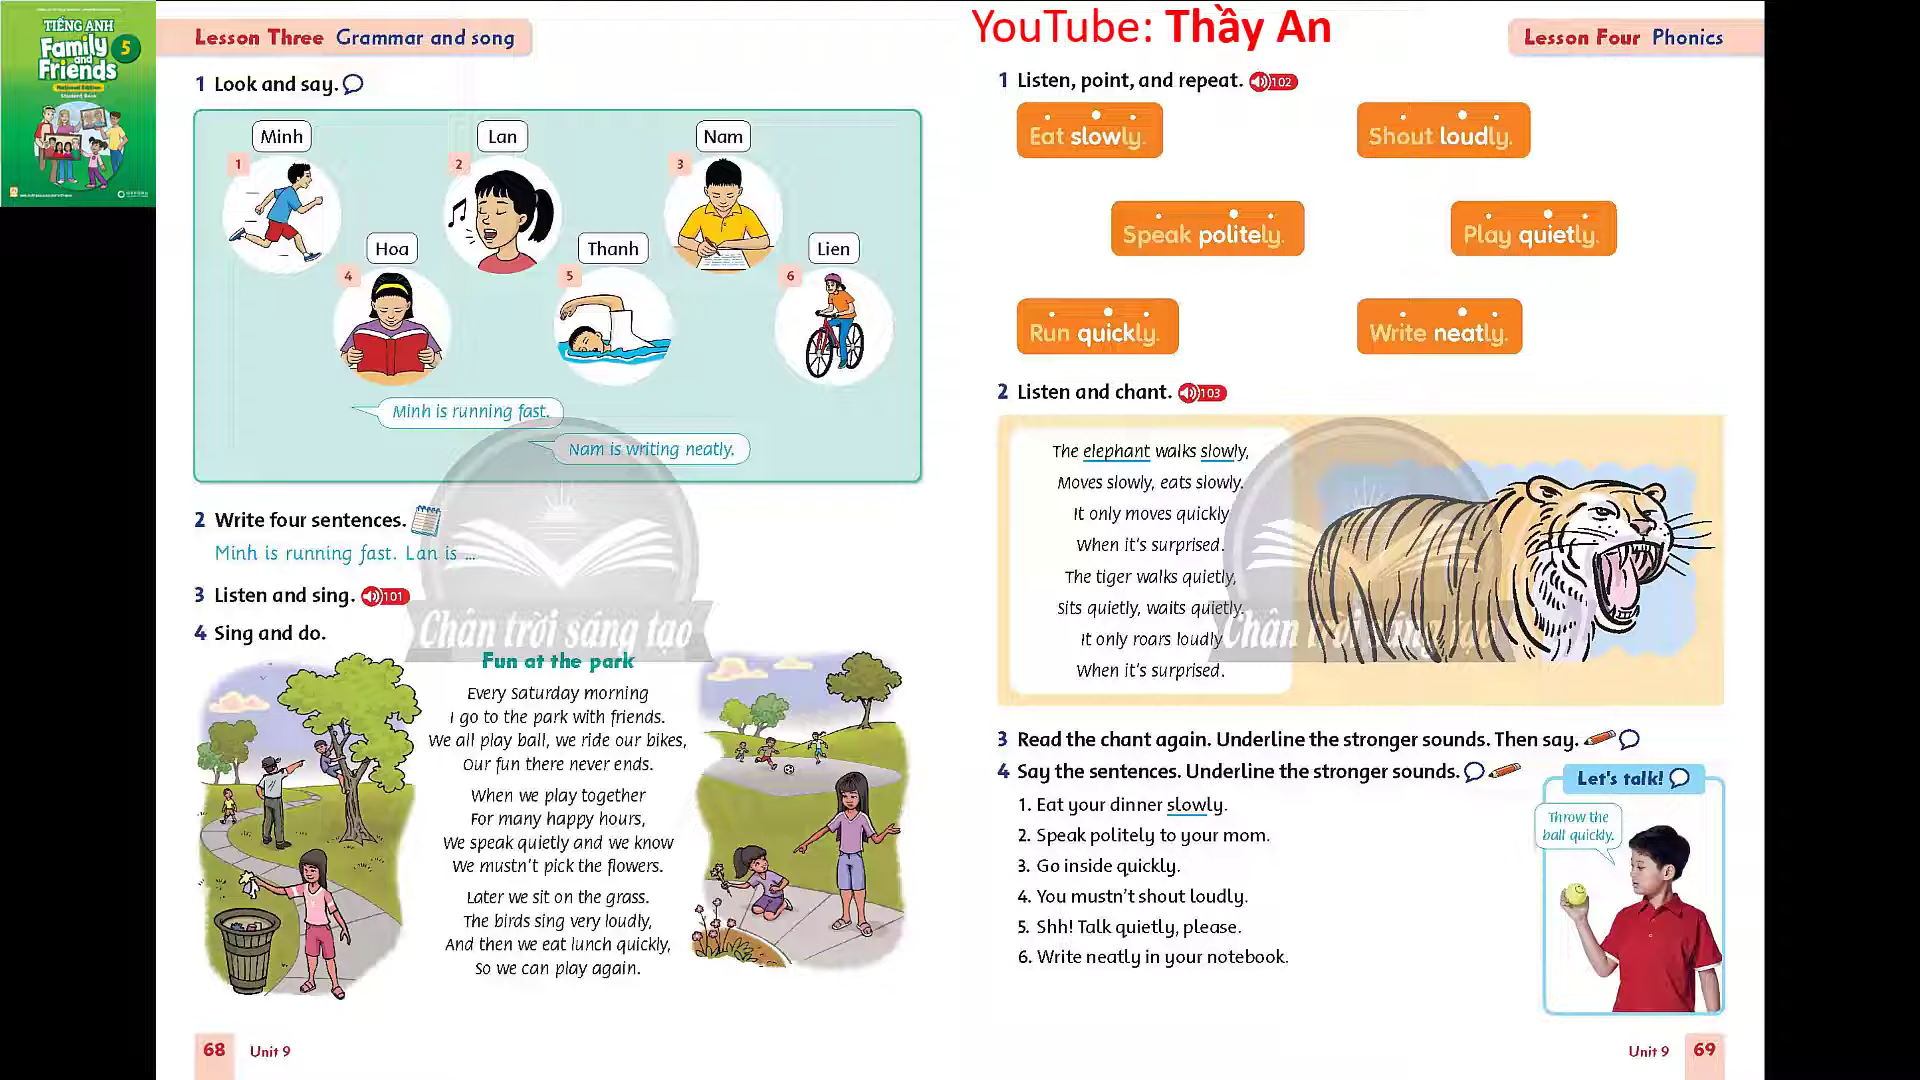 TIẾNG ANH
Family and Friends 5
National Edition
Student Book
OXFORD
Lesson Three Grammar and song
1 Look and say.
Minh
Lan
Nam
1
2
3
Hoa
Thanh
Lien
4
5
6
Minh is running fast.
Nam is writing neatly.
2 Write four sentences.
Minh is running fast. Lan is ...
3 Listen and sing. 101
4 Sing and do.
Chân trời sáng tạo
Fun at the park
Every Saturday morning
I go to the park with friends.
We all play ball, we ride our bikes,
Our fun there never ends.
When we play together
For many happy hours,
We speak quietly and we know
We mustn't pick the flowers.
Later we sit on the grass.
The birds sing very loudly,
And then we eat lunch quickly,
So we can play again.
68 Unit 9
YouTube: Thầy An
Lesson Four Phonics
1 Listen, point, and repeat. 102
Eat slowly.
Shout loudly.
Speak politely.
Play quietly.
Run quickly.
Write neatly.
2 Listen and chant. 103
The elephant walks slowly,
Moves slowly, eats slowly.
It only moves quickly
When it's surprised.
The tiger walks quietly,
Sits quietly, waits quietly.
It only roars loudly
When it's surprised.
Chân trời sáng tạo
3 Read the chant again. Underline the stronger sounds. Then say.
4 Say the sentences. Underline the stronger sounds.
1. Eat your dinner slowly.
2. Speak politely to your mom.
3. Go inside quickly.
4. You mustn't shout loudly.
5. Shh! Talk quietly, please.
6. Write neatly in your notebook.
Let's talk!
Throw the
ball quickly.
Unit 9 69